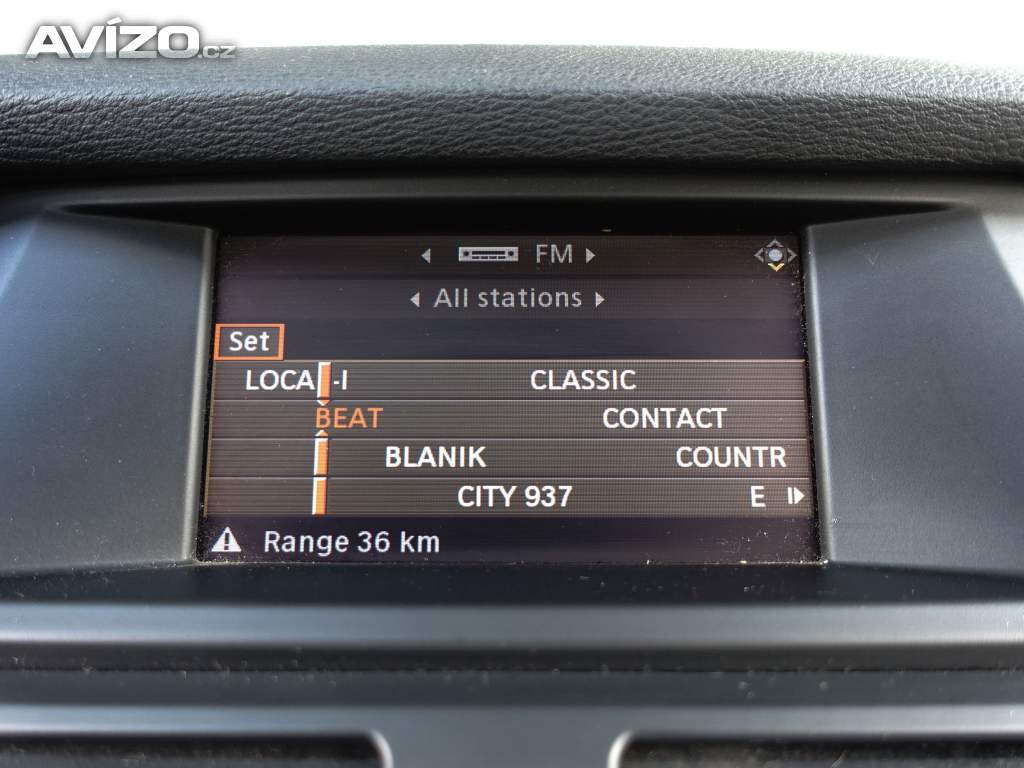 AVÍZO.cz
FM
All stations
Set
LOCA -I CLASSIC
BEAT CONTACT
BLANIK COUNTR
CITY 937 E
Range 36 km